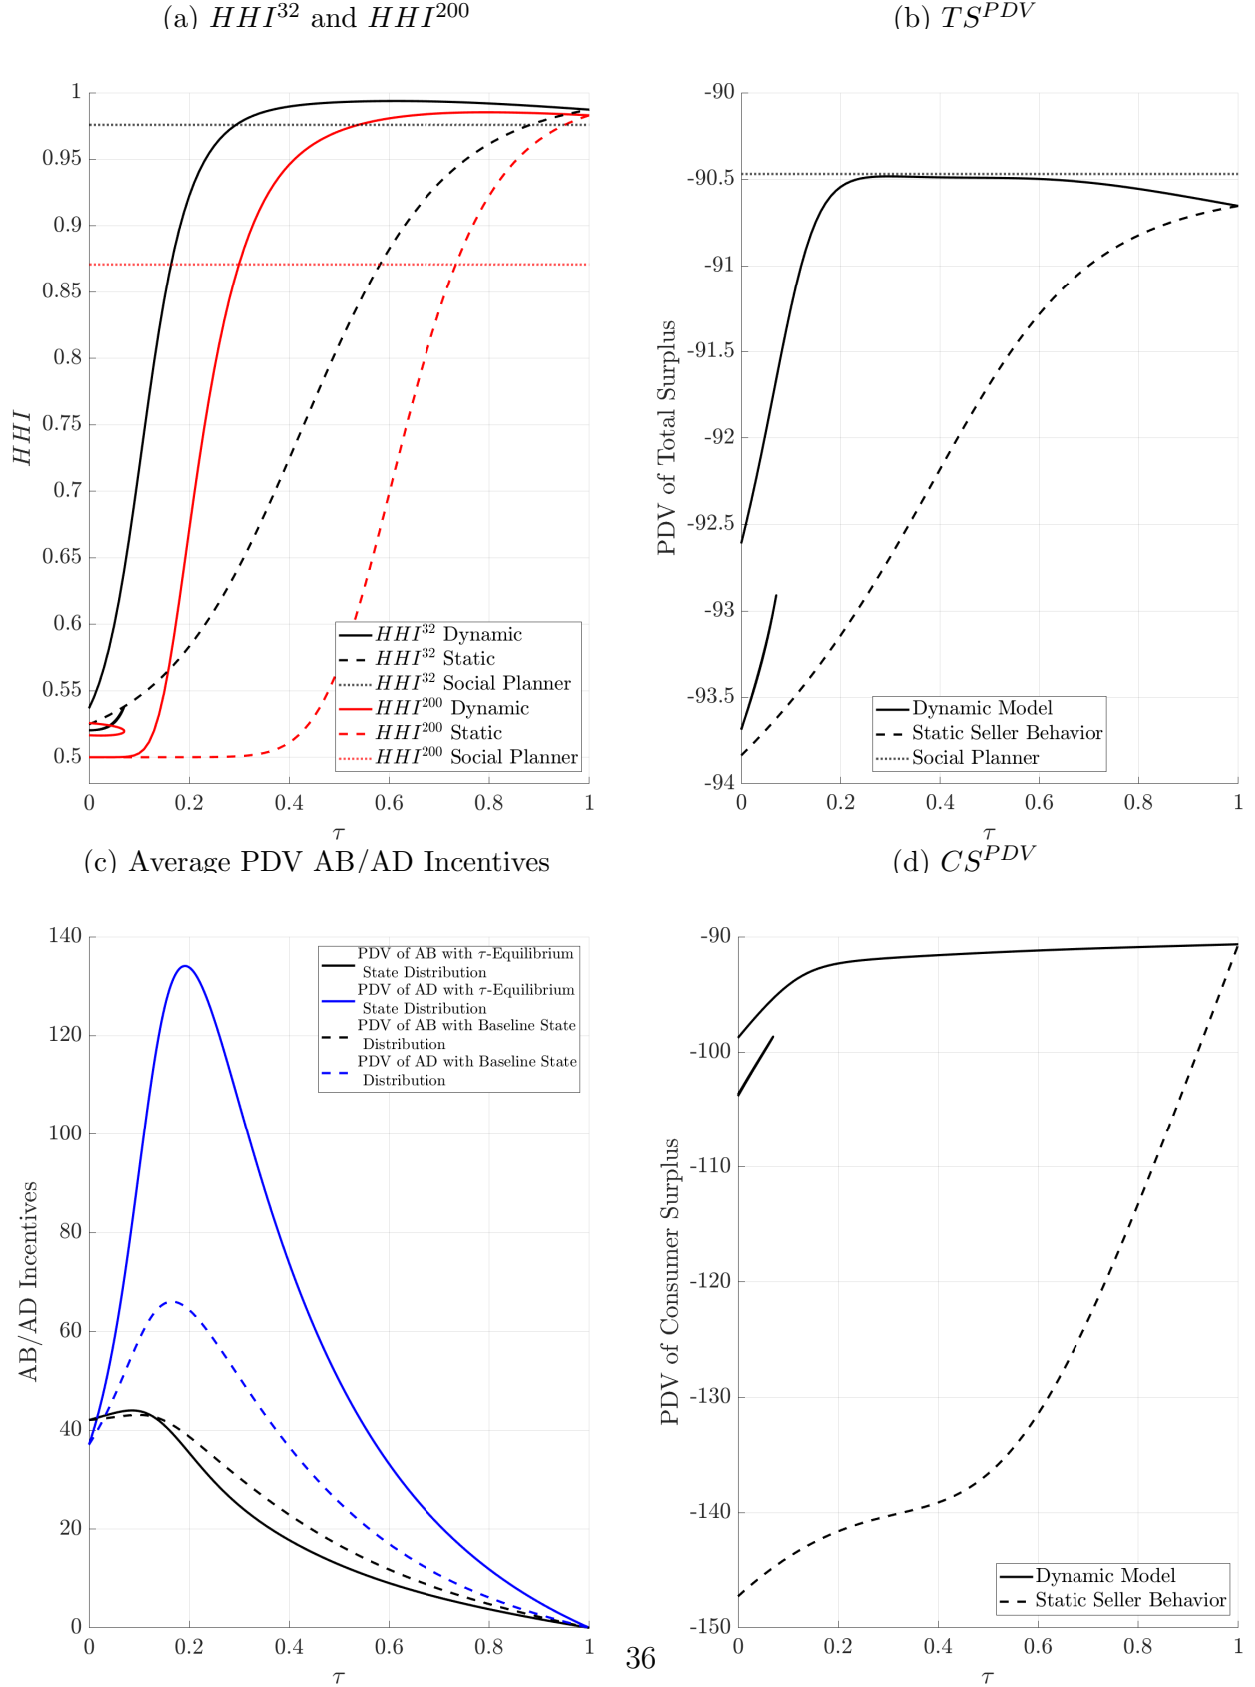 (a) HHI^32 and HHI^200
(b) TS^PDV
1
0.95
0.9
0.85
0.8
0.75
0.7
0.65
0.6
0.55
0.5
HHI
0 0.2 0.4 0.6 0.8 1
τ
HHI^32 Dynamic
HHI^32 Static
HHI^32 Social Planner
HHI^200 Dynamic
HHI^200 Static
HHI^200 Social Planner
-90
-90.5
-91
-91.5
-92
-92.5
-93
-93.5
-94
PDV of Total Surplus
0 0.2 0.4 0.6 0.8 1
τ
Dynamic Model
Static Seller Behavior
Social Planner
(c) Average PDV AB/AD Incentives
(d) CS^PDV
140
120
100
80
60
40
20
0
AB/AD Incentives
0 0.2 0.4 0.6 0.8 1
τ
PDV of AB with τ-Equilibrium
State Distribution
PDV of AD with τ-Equilibrium
State Distribution
PDV of AB with Baseline State
Distribution
PDV of AD with Baseline State
Distribution
-90
-100
-110
-120
-130
-140
-150
PDV of Consumer Surplus
0 0.2 0.4 0.6 0.8 1
τ
Dynamic Model
Static Seller Behavior
36